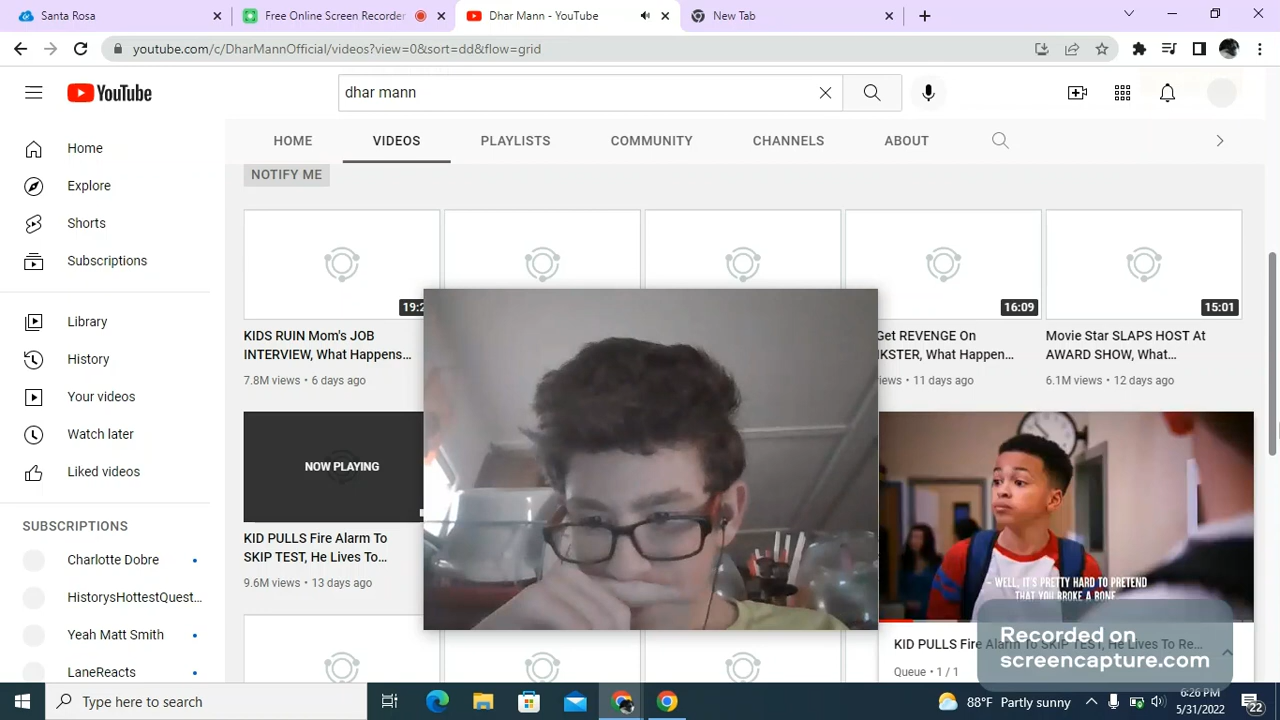 Santa Rosa
Free Online Screen Recorder
Dhar Mann - YouTube
New Tab
youtube.com/c/DharMannOfficial/videos?view=0&sort=dd&flow=grid
YouTube
dhar mann
HOME
VIDEOS
PLAYLISTS
COMMUNITY
CHANNELS
ABOUT
NOTIFY ME
Home
Explore
Shorts
Subscriptions
Library
History
Your videos
Watch later
Liked videos
SUBSCRIPTIONS
Charlotte Dobre
HistorysHottestQuest...
Yeah Matt Smith
LaneReacts
19:2
16:09
15:01
KIDS RUIN Mom's JOB
INTERVIEW, What Happens...
7.8M views • 6 days ago
Get REVENGE On
KSTER, What Happen...
iews • 11 days ago
Movie Star SLAPS HOST At
AWARD SHOW, What...
6.1M views • 12 days ago
NOW PLAYING
KID PULLS Fire Alarm To
SKIP TEST, He Lives To...
9.6M views • 13 days ago
– WELL, IT'S PRETTY HARD TO PRETEND
THAT YOU BROKE A BONE
KID PULLS Fire Alarm To SKIP TEST, He Lives To Re...
Queue • 1 / 1
Recorded on
screencapture.com
Type here to search
88°F Partly sunny
6:26 PM
5/31/2022
22